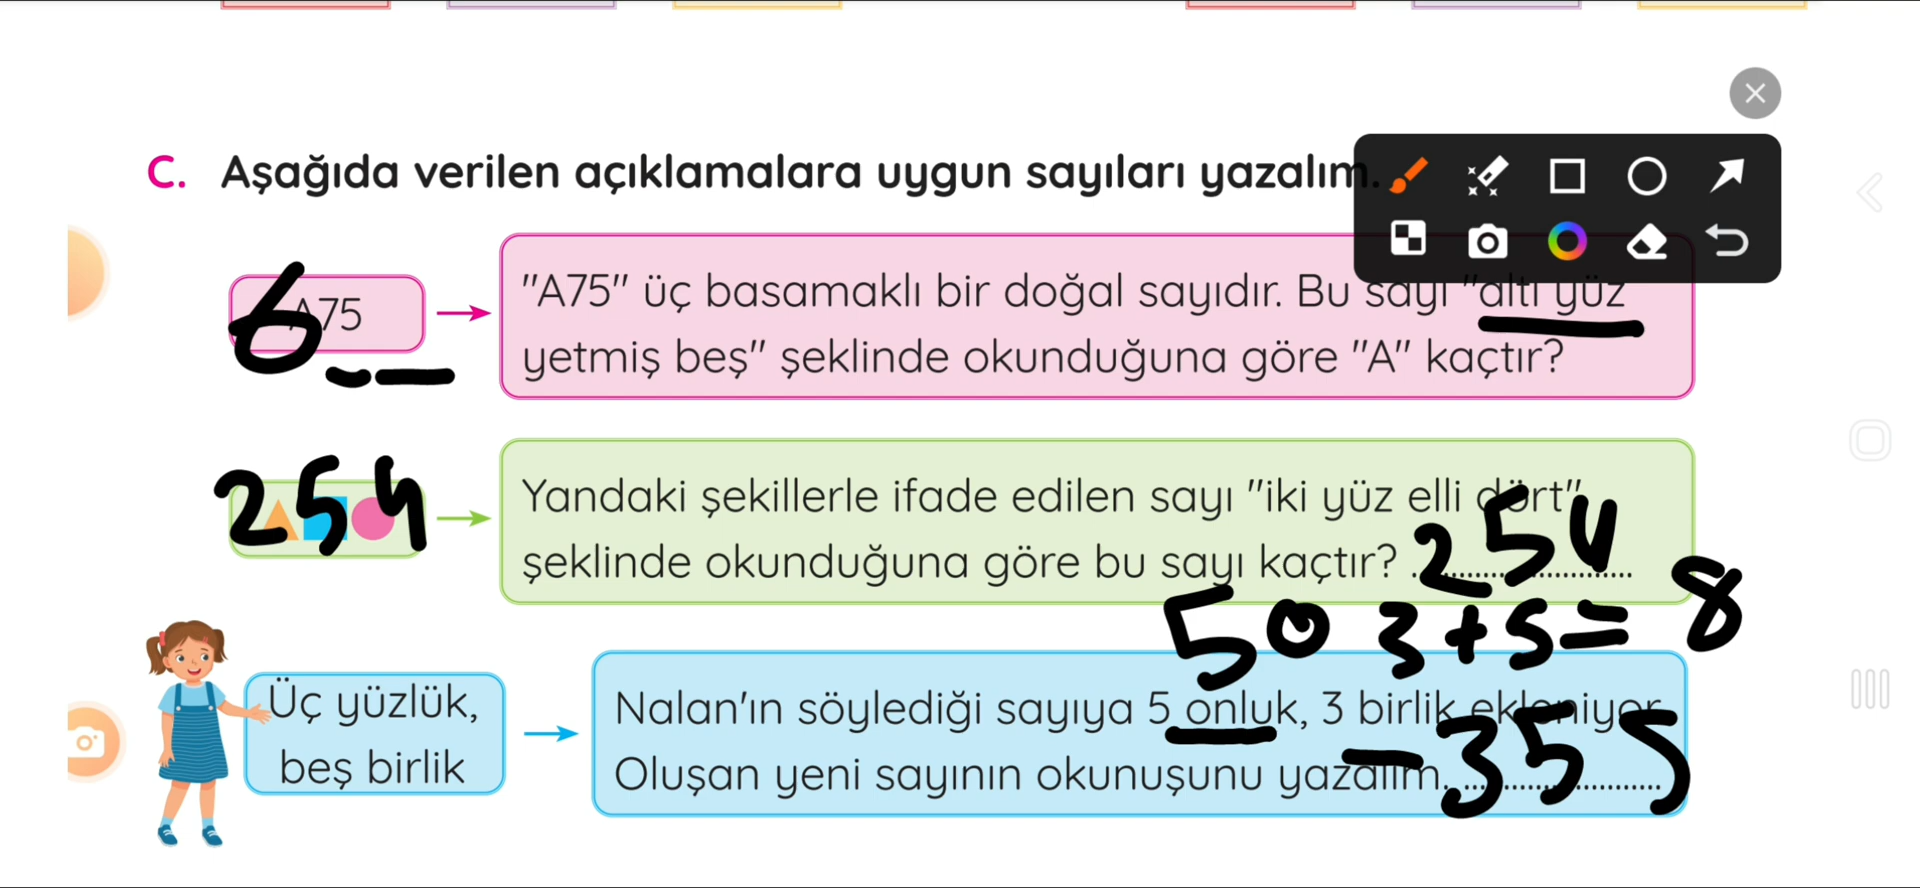 C. Aşağıda verilen açıklamalara uygun sayıları yazalım.
6 A75
"A75" üç basamaklı bir doğal sayıdır. Bu sayı "altı yüz
yetmiş beş" şeklinde okunduğuna göre "A" kaçtır?
254
Yandaki şekillerle ifade edilen sayı "iki yüz elli dört"
şeklinde okunduğuna göre bu sayı kaçtır? 254
50 3+5=8
Üç yüzlük,
beş birlik
Nalan'ın söylediği sayıya 5 onluk, 3 birlik ekleniyor.
Oluşan yeni sayının okunuşunu yazalım. 355